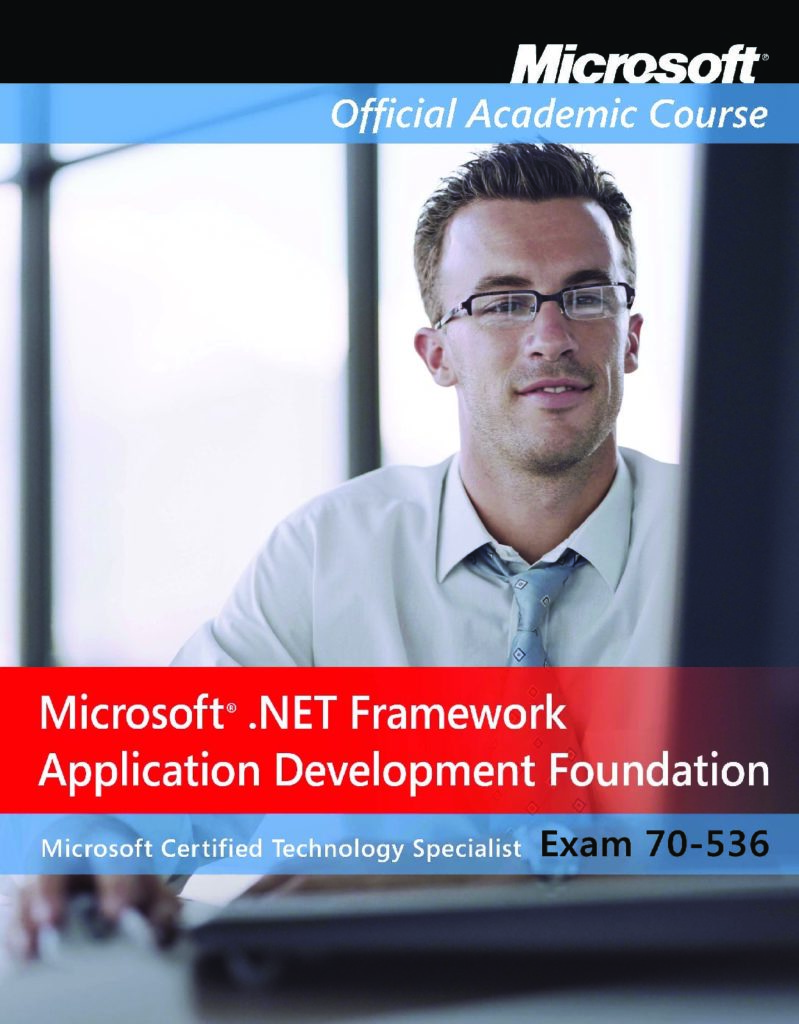 Microsoft®
Official Academic Course
Microsoft® .NET Framework
Application Development Foundation
Microsoft Certified Technology Specialist Exam 70-536